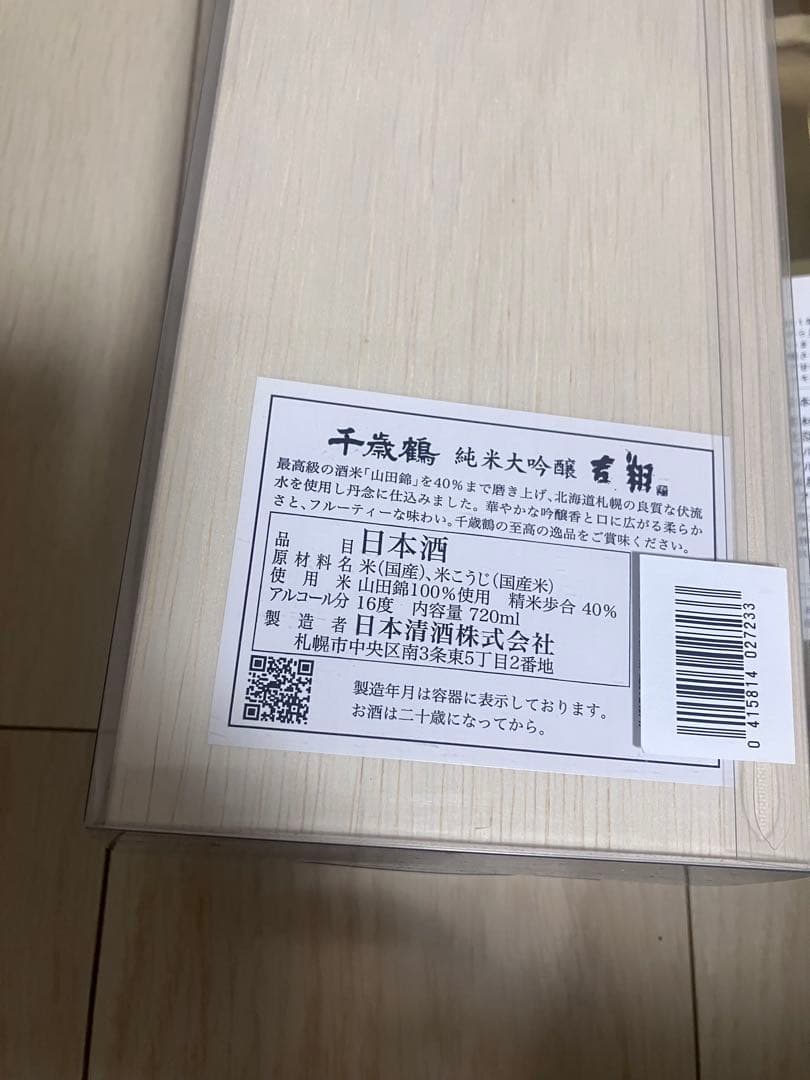 千歳鶴 純米大吟醸 吉翔
最高級の酒米「山田錦」を40%まで磨き上げ、北海道札幌の良質な伏流
水を使用し丹念に仕込みました。華やかな吟醸香と口に広がる柔らか
さと、フルーティーな味わい。千歳鶴の至高の逸品をご賞味ください。
品目 日本酒
原材料名 米(国産)、米こうじ(国産米)
使用米 山田錦100%使用 精米歩合 40%
アルコール分 16度 内容量 720ml
製造者 日本清酒株式会社
札幌市中央区南3条東5丁目2番地
製造年月は容器に表示しております。
お酒は二十歳になってから。
0 415814 027233